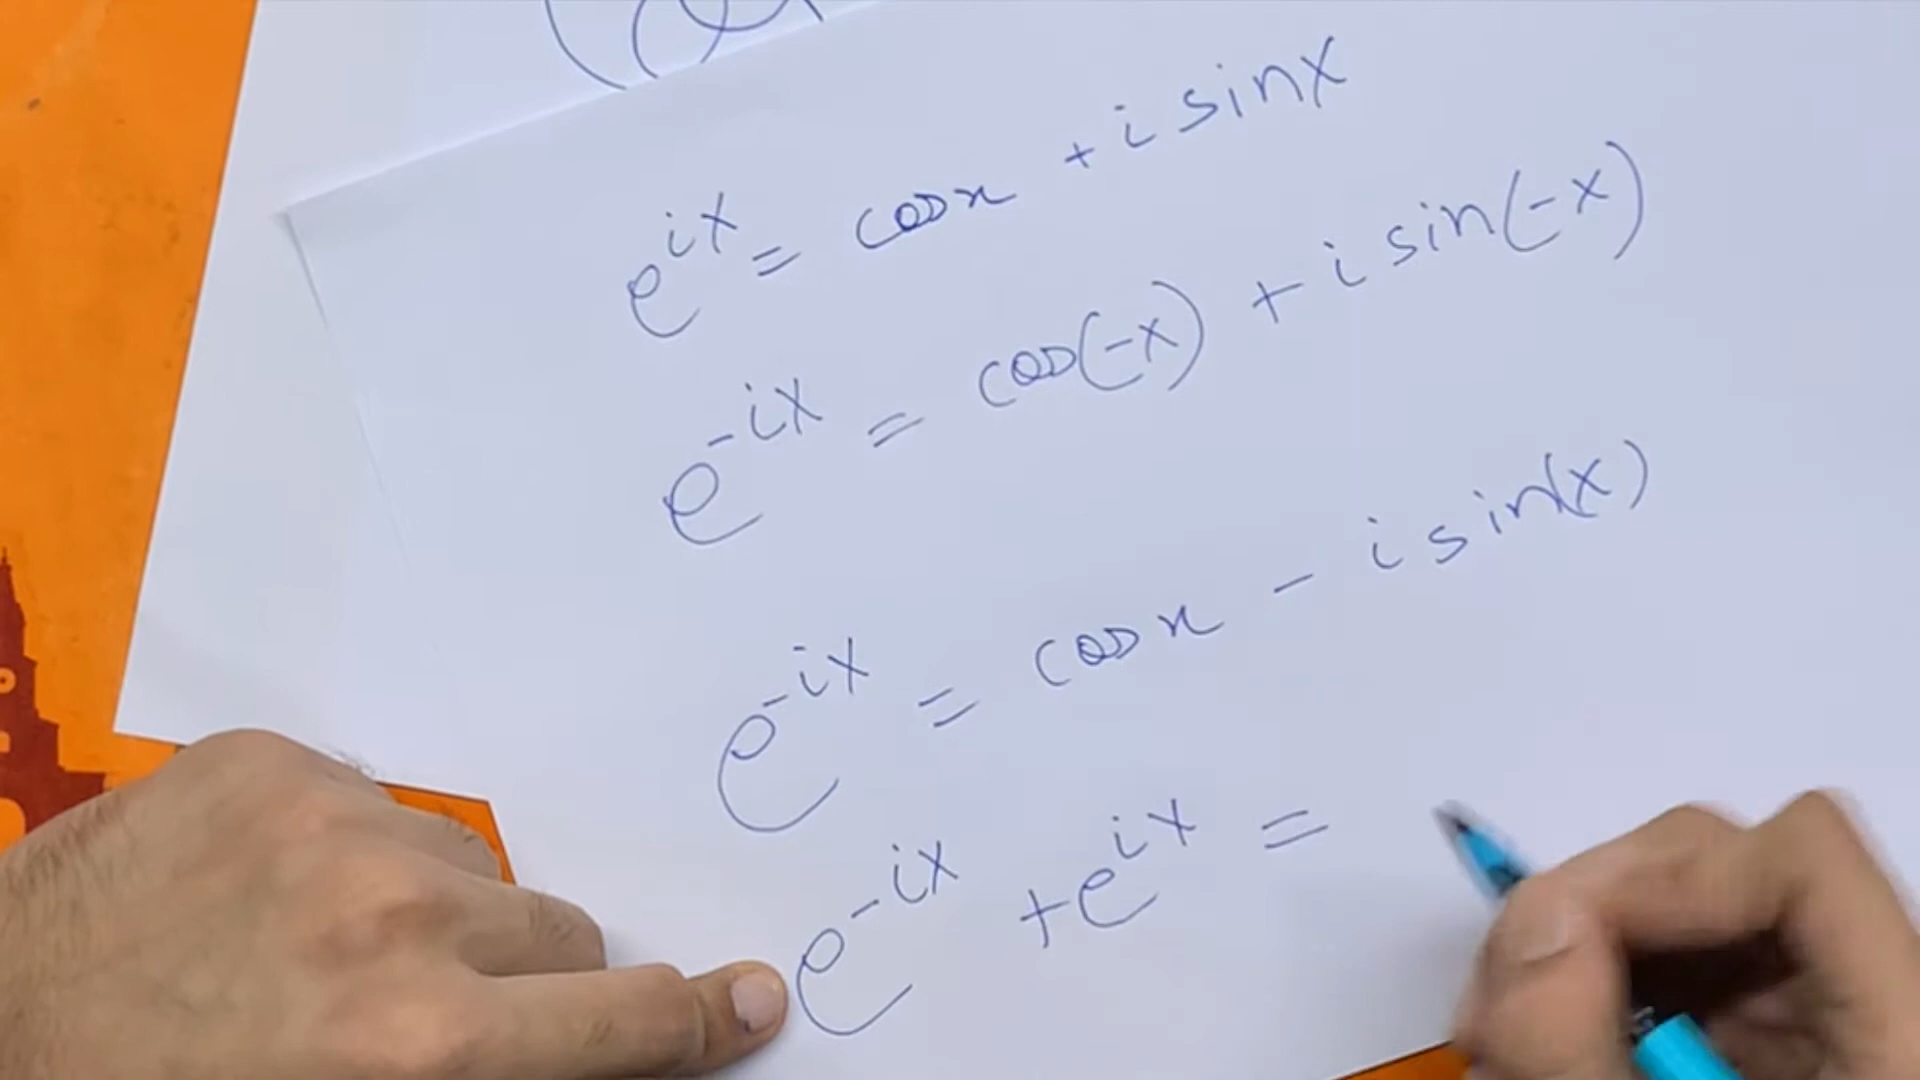 e^{ix} = cosx + i sinx
e^{-ix} = cos(-x) + i sin(-x)
e^{-ix} = cosx - i sin(x)
e^{-ix} + e^{ix} =